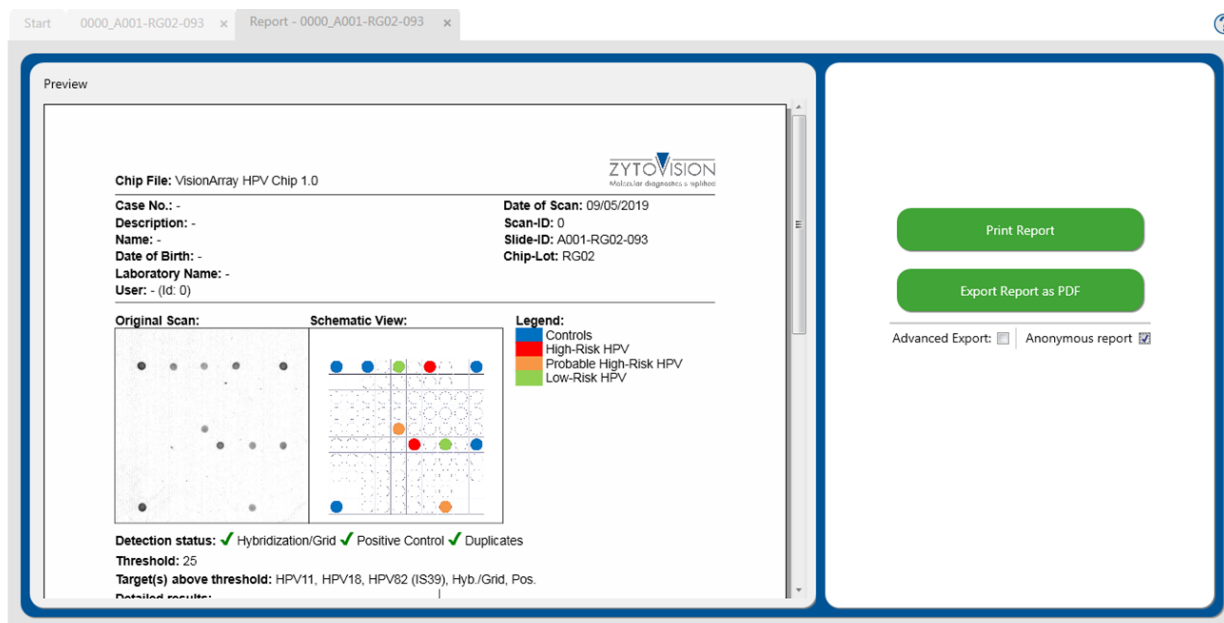 Start 0000_A001-RG02-093 × Report - 0000_A001-RG02-093 ×
Preview
ZYTOVISION
Chip File: VisionArray HPV Chip 1.0
Case No.: - Date of Scan: 09/05/2019
Description: - Scan-ID: 0
Name: - Slide-ID: A001-RG02-093
Date of Birth: - Chip-Lot: RG02
Laboratory Name: -
User: - (Id: 0)
Original Scan: Schematic View: Legend:
Controls
High-Risk HPV
Probable High-Risk HPV
Low-Risk HPV
Detection status: ✓ Hybridization/Grid ✓ Positive Control ✓ Duplicates
Threshold: 25
Target(s) above threshold: HPV11, HPV18, HPV82 (IS39), Hyb./Grid, Pos.
Detailed results:
Print Report
Export Report as PDF
Advanced Export: Anonymous report